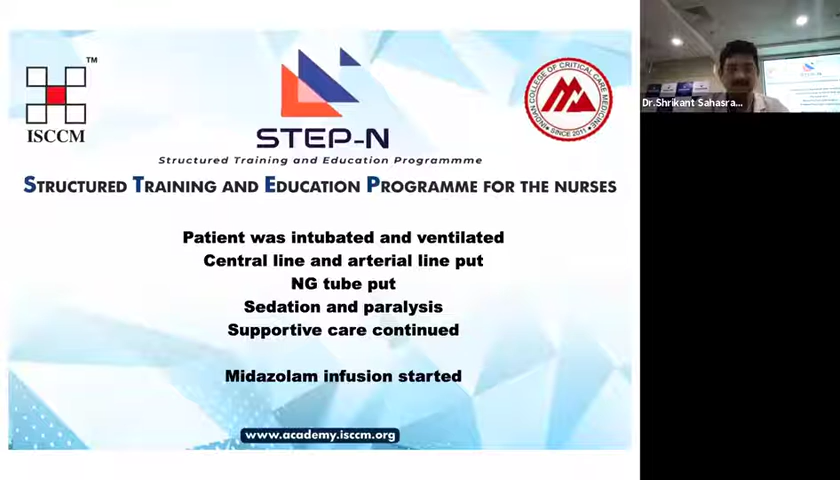 TM
ISCCM
STEP-N
Structured Training and Education Programmme
STRUCTURED TRAINING AND EDUCATION PROGRAMME FOR THE NURSES
INDIAN COLLEGE OF CRITICAL CARE MEDICINE
SINCE 2011
Patient was intubated and ventilated
Central line and arterial line put
NG tube put
Sedation and paralysis
Supportive care continued
Midazolam infusion started
www.academy.isccm.org
Dr.Shrikant Sahasra...